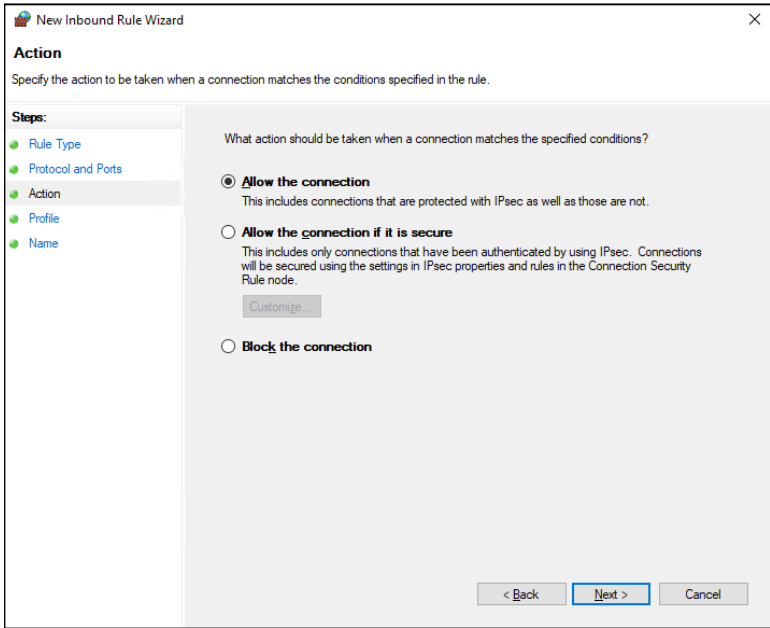 New Inbound Rule Wizard
Action
Specify the action to be taken when a connection matches the conditions specified in the rule.
Steps:
Rule Type
Protocol and Ports
Action
Profile
Name
What action should be taken when a connection matches the specified conditions?
Allow the connection
This includes connections that are protected with IPsec as well as those are not.
Allow the connection if it is secure
This includes only connections that have been authenticated by using IPsec. Connections
will be secured using the settings in IPsec properties and rules in the Connection Security
Rule node.
Customize...
Block the connection
< Back
Next >
Cancel